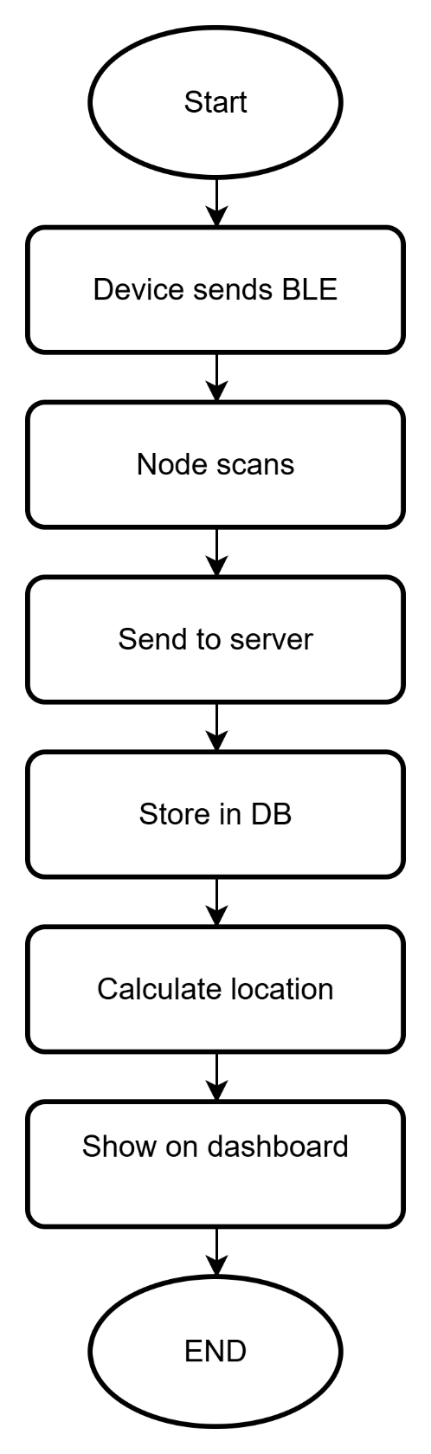 Start
Device sends BLE
Node scans
Send to server
Store in DB
Calculate location
Show on dashboard
END